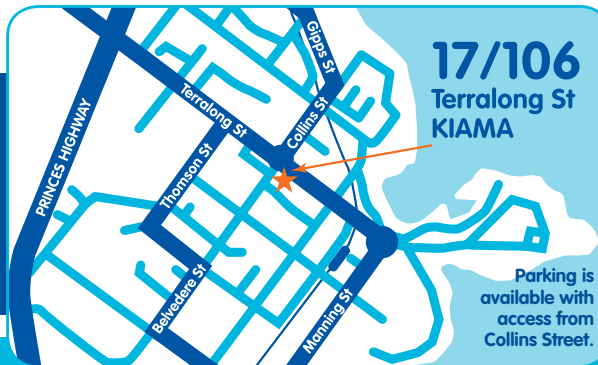 17/106
Terralong St
KIAMA
Gipps St
Collins St
Terralong St
Thomson St
PRINCES HIGHWAY
Belvedere St
Manning St
Parking is
available with
access from
Collins Street.